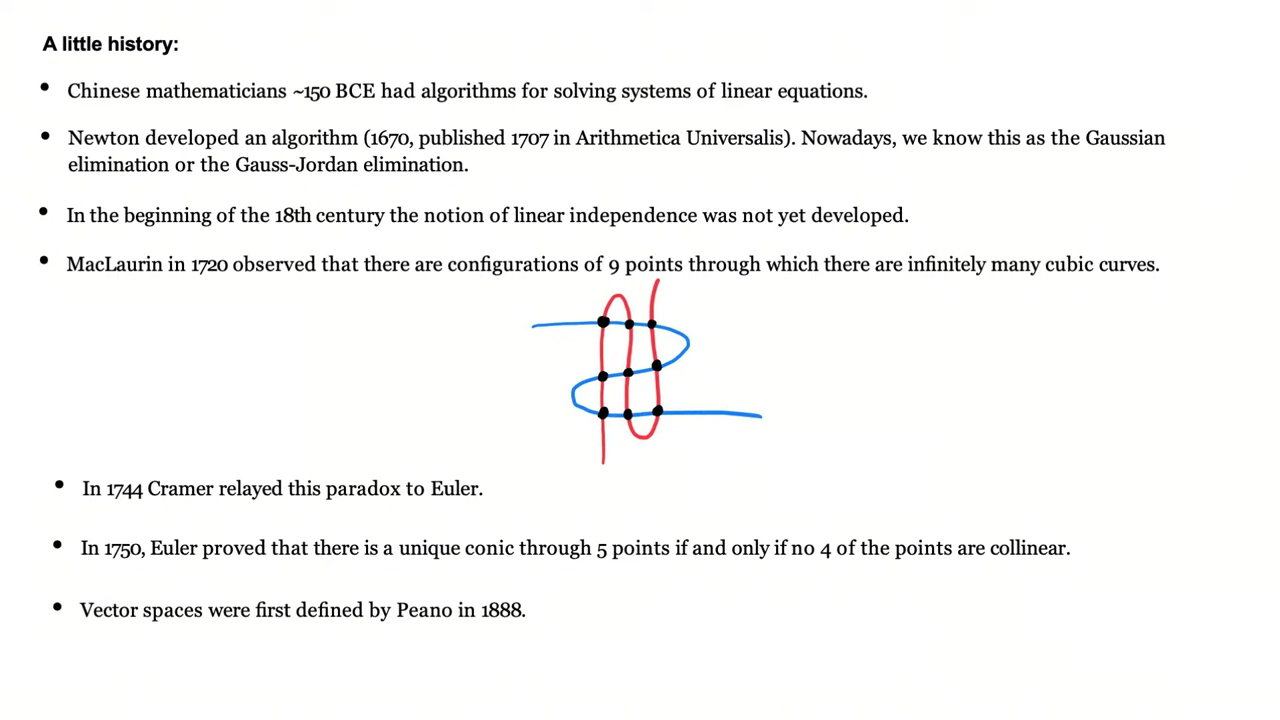 A little history:
• Chinese mathematicians ~150 BCE had algorithms for solving systems of linear equations.
• Newton developed an algorithm (1670, published 1707 in Arithmetica Universalis). Nowadays, we know this as the Gaussian
elimination or the Gauss-Jordan elimination.
• In the beginning of the 18th century the notion of linear independence was not yet developed.
• MacLaurin in 1720 observed that there are configurations of 9 points through which there are infinitely many cubic curves.
• In 1744 Cramer relayed this paradox to Euler.
• In 1750, Euler proved that there is a unique conic through 5 points if and only if no 4 of the points are collinear.
• Vector spaces were first defined by Peano in 1888.